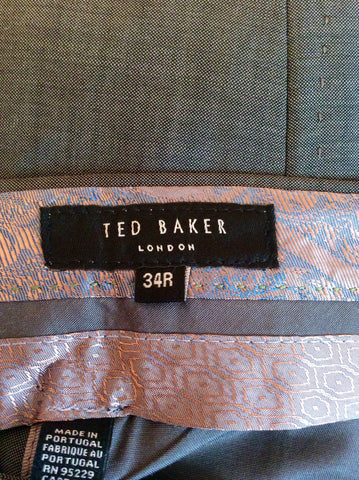 TED BAKER
LONDON
34R
MADE IN
PORTUGAL
FABRIQUE AU
PORTUGAL
RN 95229